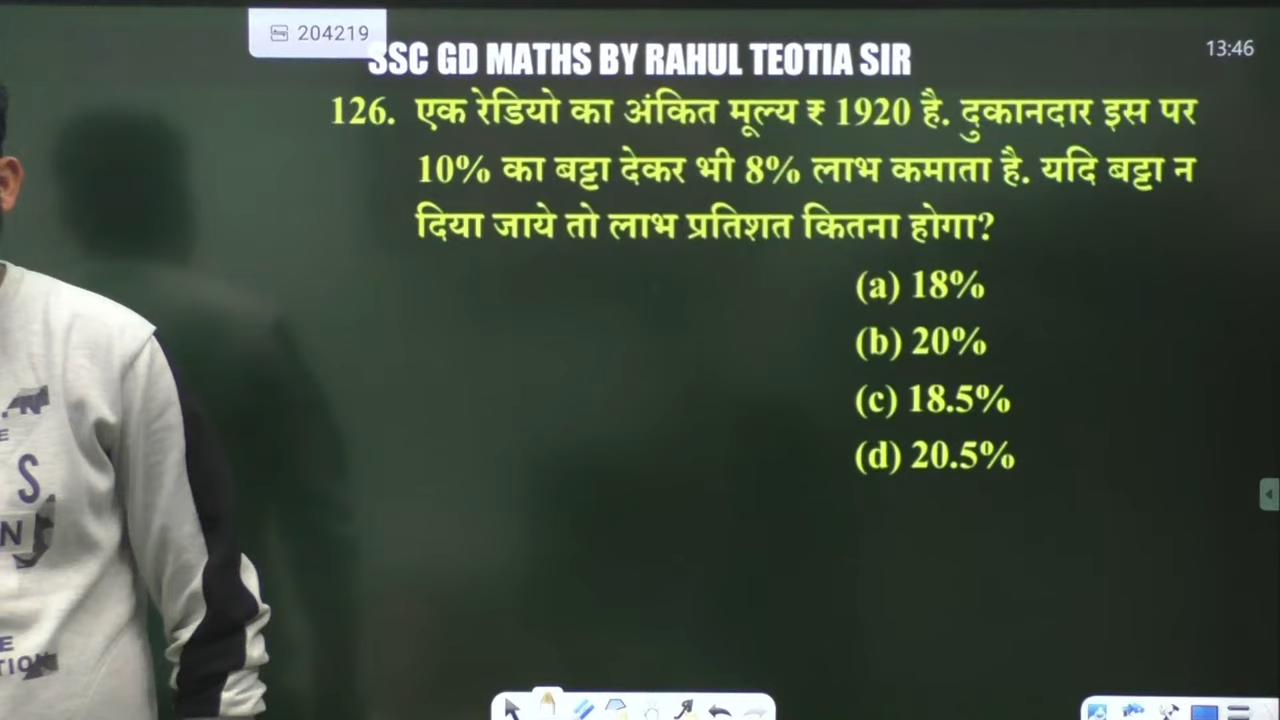 204219
SSC GD MATHS BY RAHUL TEOTIA SIR
13:46
126. एक रेडियो का अंकित मूल्य ₹ 1920 है. दुकानदार इस पर
10% का बट्टा देकर भी 8% लाभ कमाता है. यदि बट्टा न
दिया जाये तो लाभ प्रतिशत कितना होगा?
(a) 18%
(b) 20%
(c) 18.5%
(d) 20.5%
S.
N
E
TION